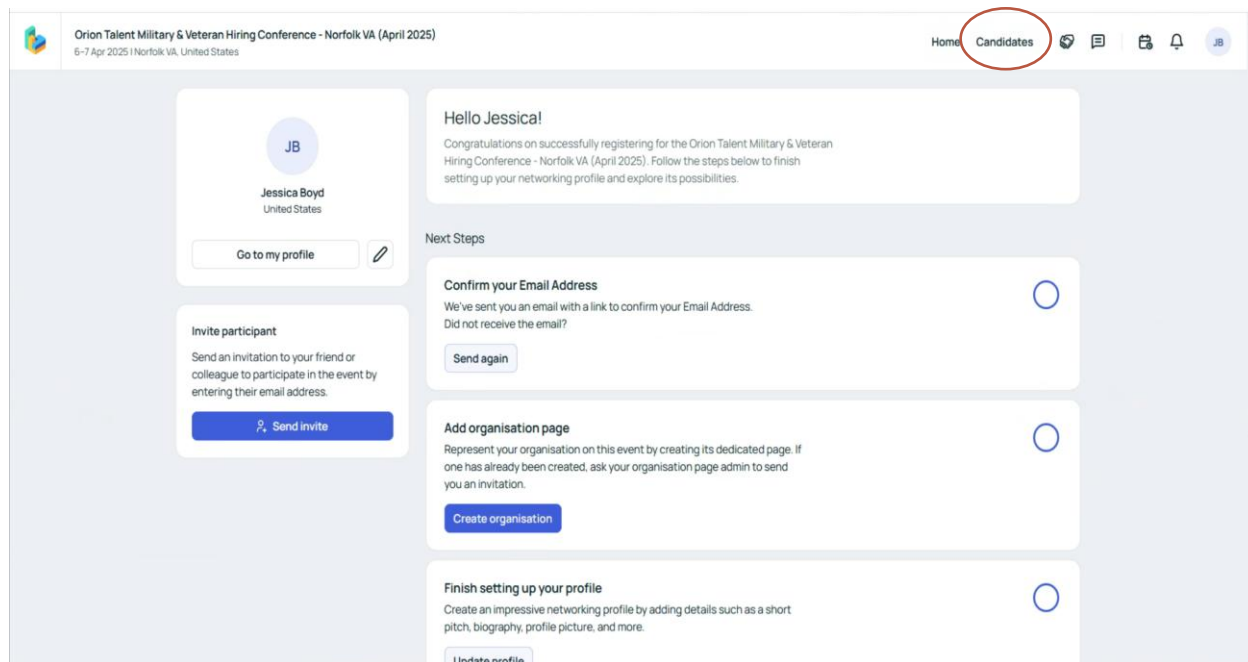 Orion Talent Military & Veteran Hiring Conference - Norfolk VA (April 2025)
6-7 Apr 2025 | Norfolk VA, United States
Home
Candidates
JB
JB
Jessica Boyd
United States
Go to my profile
Invite participant
Send an invitation to your friend or
colleague to participate in the event by
entering their email address.
Send invite
Hello Jessica!
Congratulations on successfully registering for the Orion Talent Military & Veteran
Hiring Conference - Norfolk VA (April 2025). Follow the steps below to finish
setting up your networking profile and explore its possibilities.
Next Steps
Confirm your Email Address
We've sent you an email with a link to confirm your Email Address.
Did not receive the email?
Send again
Add organisation page
Represent your organisation on this event by creating its dedicated page. If
one has already been created, ask your organisation page admin to send
you an invitation.
Create organisation
Finish setting up your profile
Create an impressive networking profile by adding details such as a short
pitch, biography, profile picture, and more.
Update profile